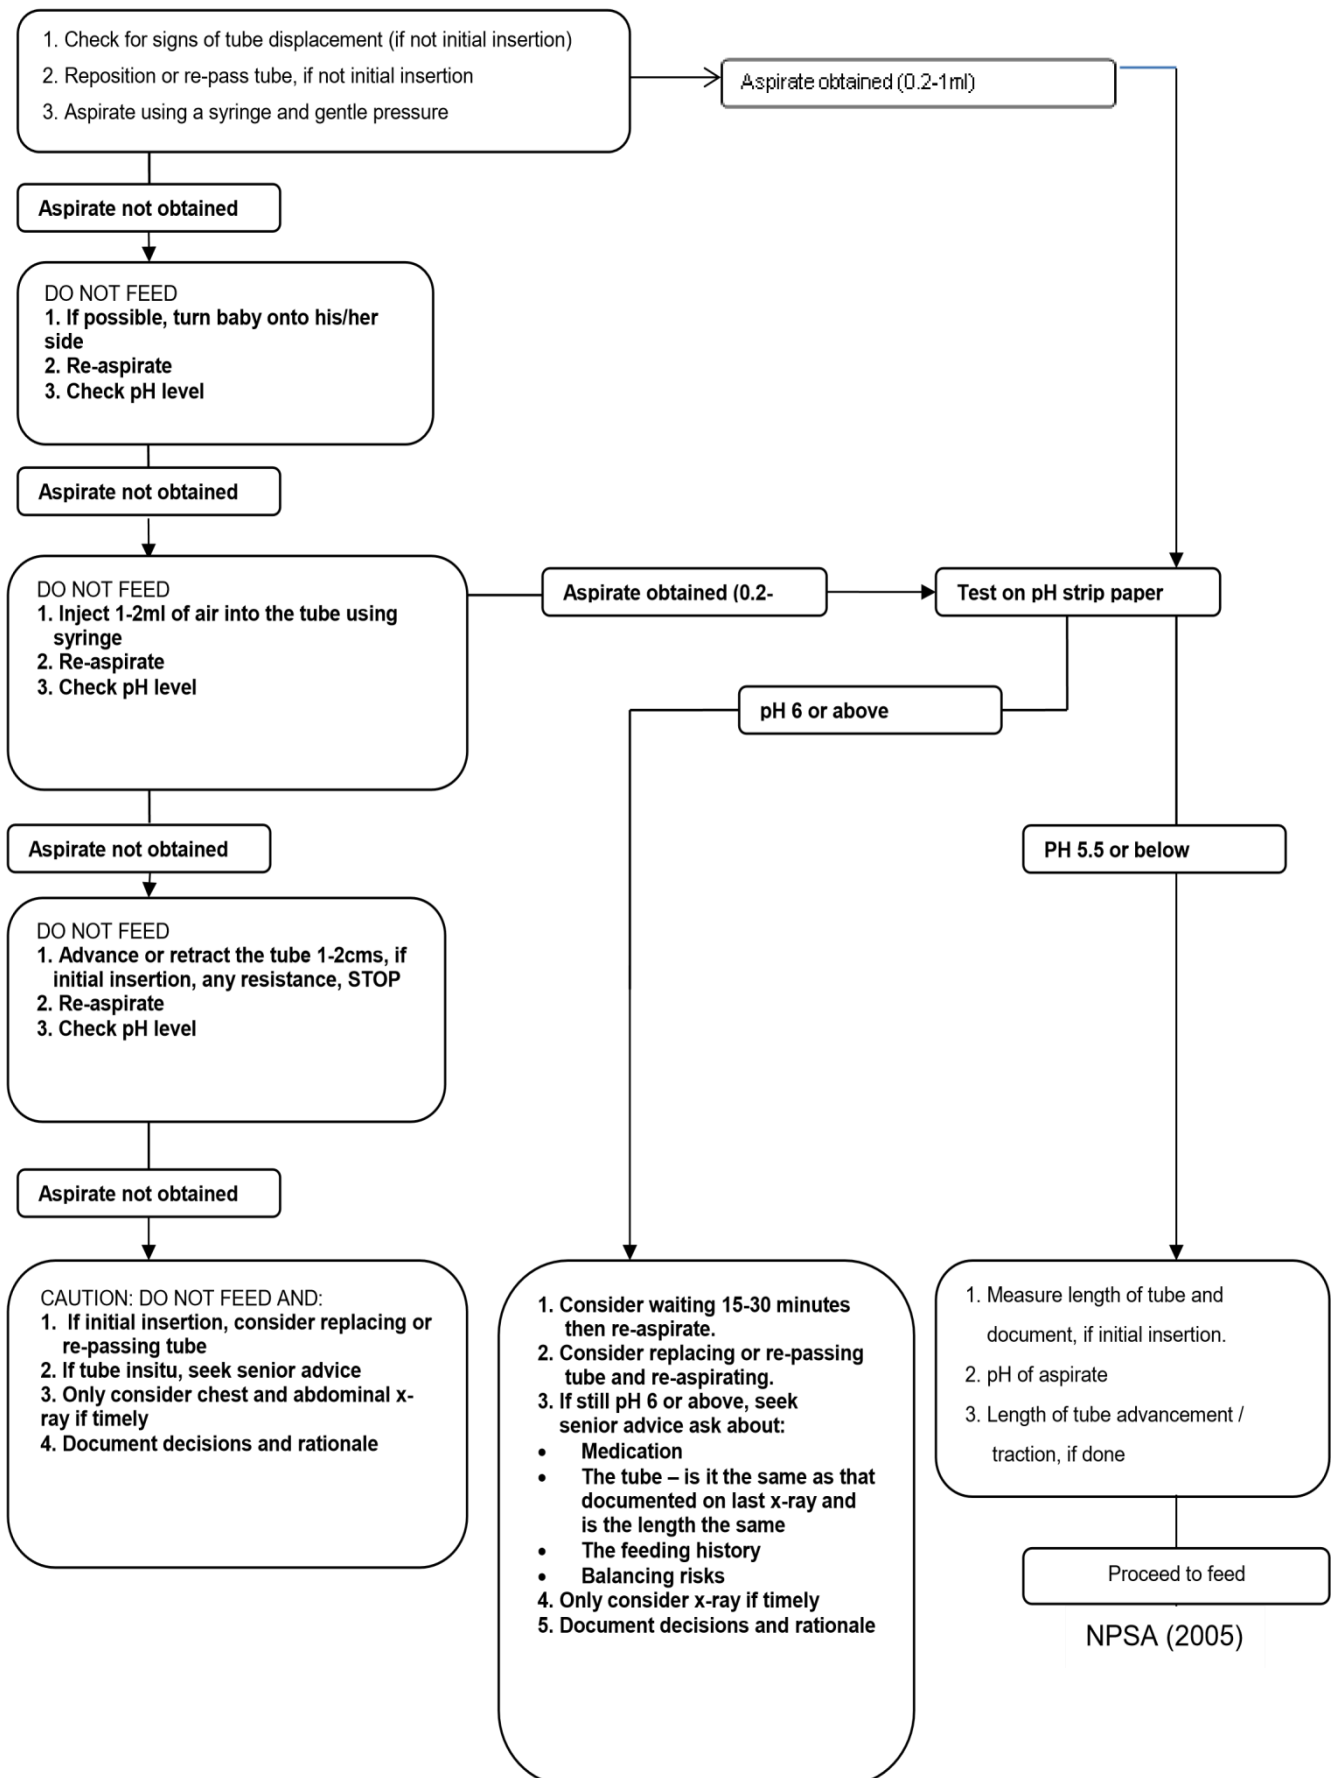 1. Check for signs of tube displacement (if not initial insertion)
2. Reposition or re-pass tube, if not initial insertion
3. Aspirate using a syringe and gentle pressure
Aspirate obtained (0.2-1ml)
Aspirate not obtained
DO NOT FEED
1. If possible, turn baby onto his/her
side
2. Re-aspirate
3. Check pH level
Aspirate not obtained
DO NOT FEED
1. Inject 1-2ml of air into the tube using
syringe
2. Re-aspirate
3. Check pH level
Aspirate obtained (0.2-
Test on pH strip paper
pH 6 or above
PH 5.5 or below
Aspirate not obtained
DO NOT FEED
1. Advance or retract the tube 1-2cms, if
initial insertion, any resistance, STOP
2. Re-aspirate
3. Check pH level
Aspirate not obtained
CAUTION: DO NOT FEED AND:
1. If initial insertion, consider replacing or
re-passing tube
2. If tube insitu, seek senior advice
3. Only consider chest and abdominal x-
ray if timely
4. Document decisions and rationale
1. Consider waiting 15-30 minutes
then re-aspirate.
2. Consider replacing or re-passing
tube and re-aspirating.
3. If still pH 6 or above, seek
senior advice ask about:
• Medication
• The tube – is it the same as that
documented on last x-ray and
is the length the same
• The feeding history
• Balancing risks
4. Only consider x-ray if timely
5. Document decisions and rationale
1. Measure length of tube and
document, if initial insertion.
2. pH of aspirate
3. Length of tube advancement /
traction, if done
Proceed to feed
NPSA (2005)